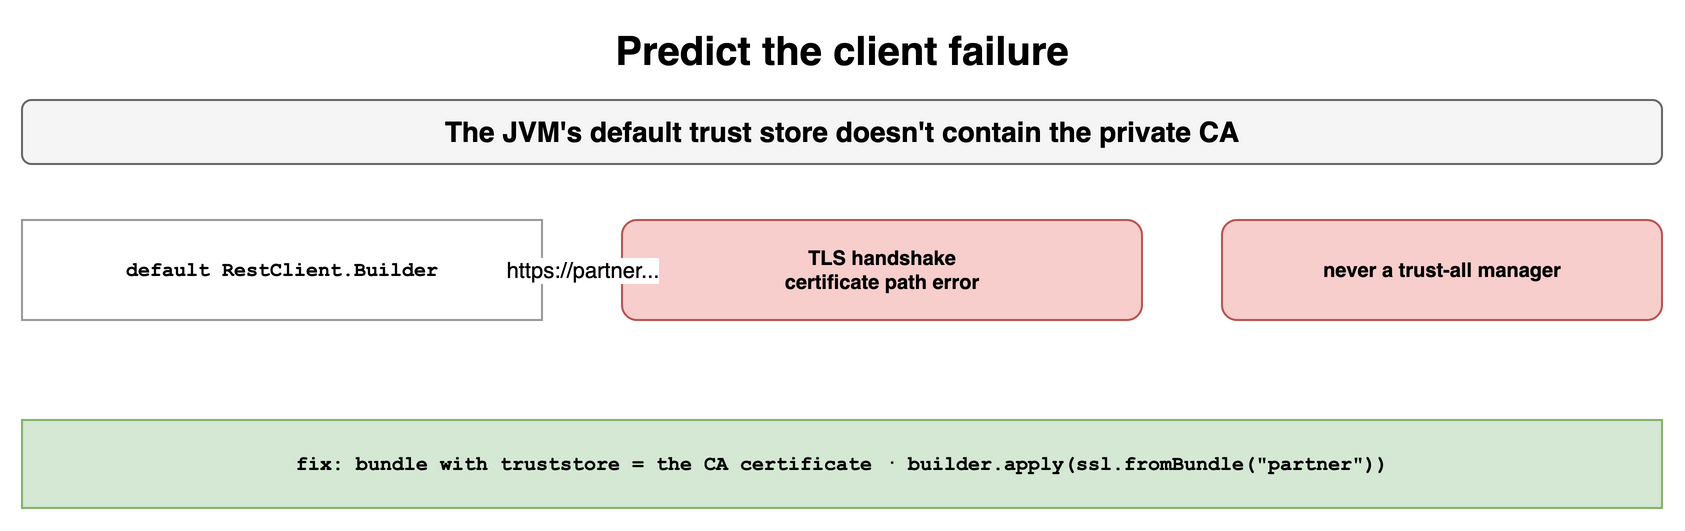 Predict the client failure
The JVM's default trust store doesn't contain the private CA
default RestClient.Builder
https://partner...
TLS handshake
certificate path error
never a trust-all manager
fix: bundle with truststore = the CA certificate · builder.apply(ssl.fromBundle("partner"))